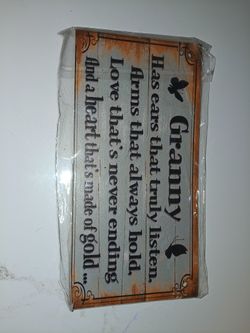 Granny
Has ears that truly listen,
Arms that always hold,
Love that's never ending
And a heart that's made of gold ...